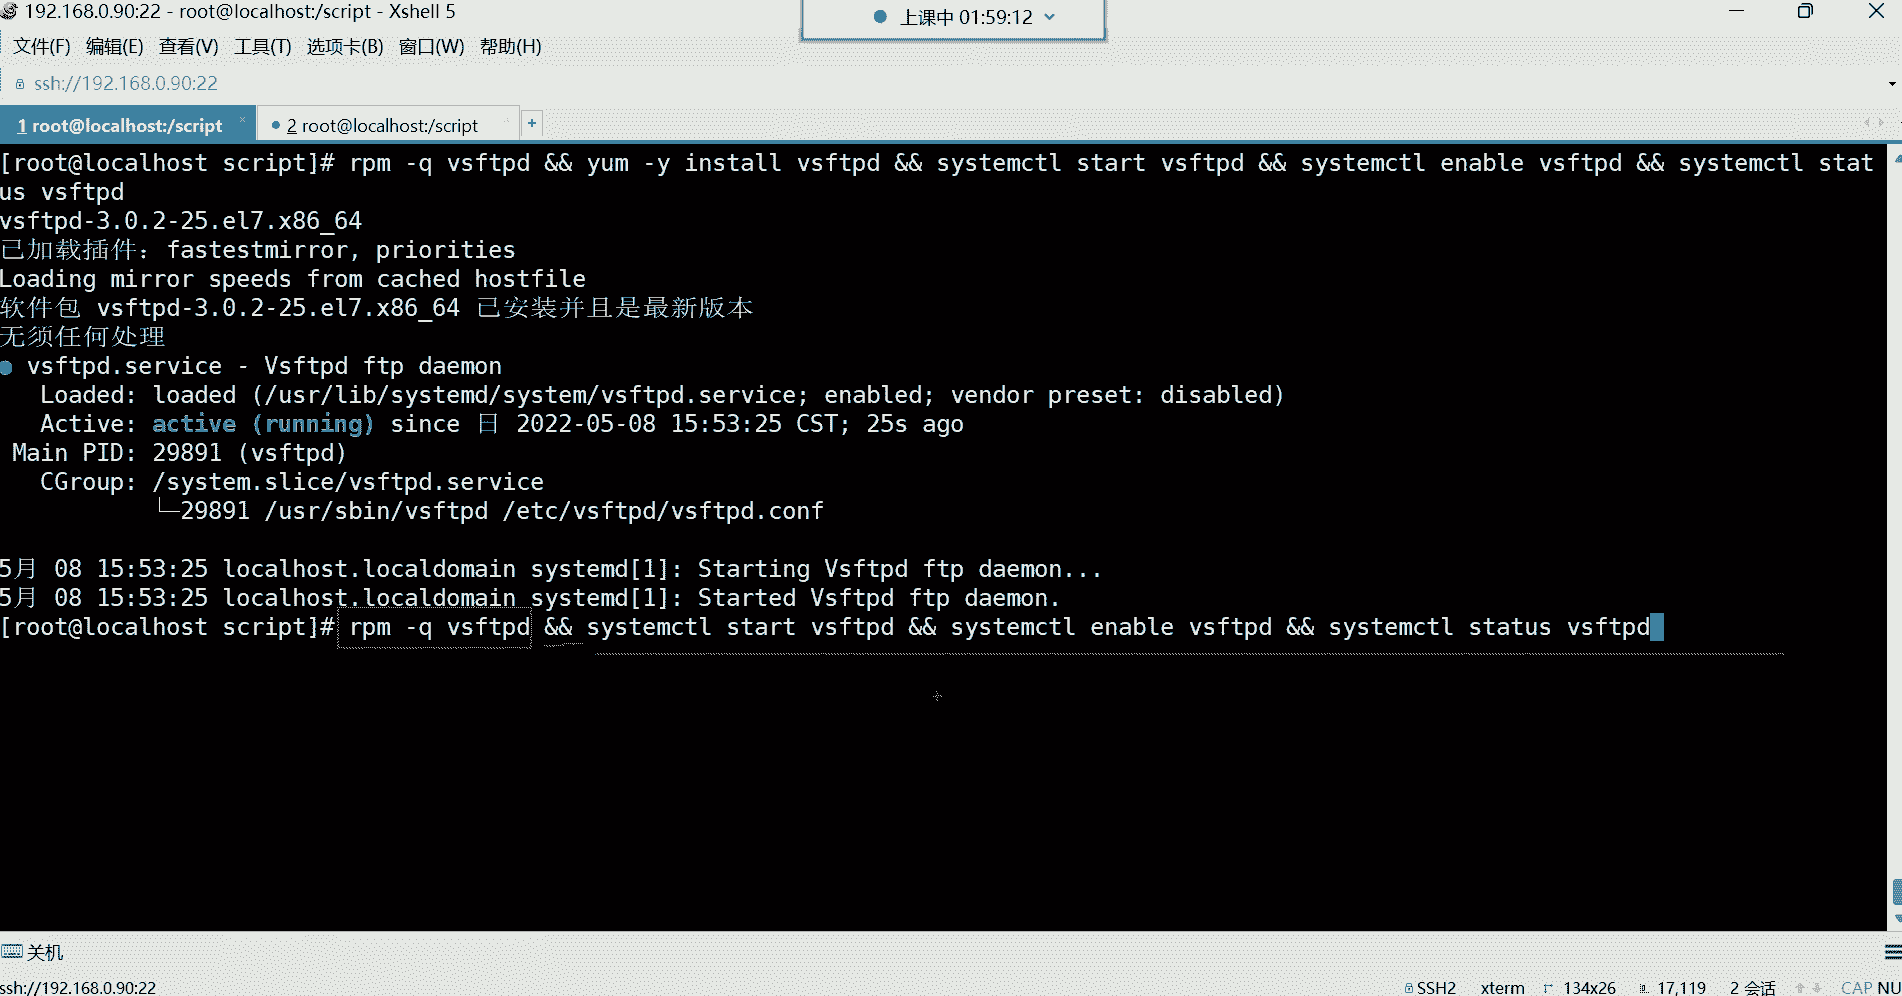 192.168.0.90:22 - root@localhost:/script - Xshell 5
上课中 01:59:12
文件(F) 编辑(E) 查看(V) 工具(T) 选项卡(B) 窗口(W) 帮助(H)
ssh://192.168.0.90:22
1 root@localhost:/script 2 root@localhost:/script +
[root@localhost script]# rpm -q vsftpd && yum -y install vsftpd && systemctl start vsftpd && systemctl enable vsftpd && systemctl stat
us vsftpd
vsftpd-3.0.2-25.el7.x86_64
已加载插件：fastestmirror, priorities
Loading mirror speeds from cached hostfile
软件包 vsftpd-3.0.2-25.el7.x86_64 已安装并且是最新版本
无须任何处理
● vsftpd.service - Vsftpd ftp daemon
Loaded: loaded (/usr/lib/systemd/system/vsftpd.service; enabled; vendor preset: disabled)
Active: active (running) since 日 2022-05-08 15:53:25 CST; 25s ago
Main PID: 29891 (vsftpd)
CGroup: /system.slice/vsftpd.service
└─29891 /usr/sbin/vsftpd /etc/vsftpd/vsftpd.conf
5月 08 15:53:25 localhost.localdomain systemd[1]: Starting Vsftpd ftp daemon...
5月 08 15:53:25 localhost.localdomain systemd[1]: Started Vsftpd ftp daemon.
[root@localhost script]# rpm -q vsftpd && systemctl start vsftpd && systemctl enable vsftpd && systemctl status vsftpd
关机
ssh://192.168.0.90:22 SSH2 xterm 134x26 17,119 2 会话 CAP NU